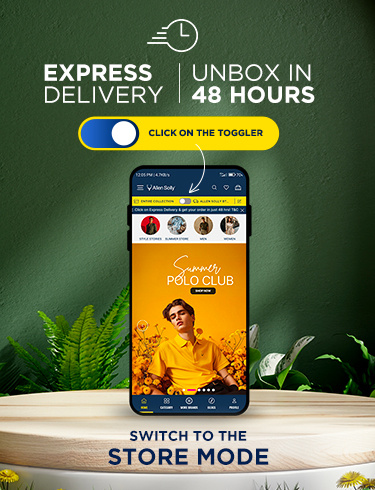 EXPRESS DELIVERY
UNBOX IN 48 HOURS
CLICK ON THE TOGGLER
12:05 PM | 4.7KB/s
Allen Solly
ENTIRE COLLECTION
ALLEN SOLLY ST...
Click on Express Delivery & get your order in just 48 hrs! T&C
STYLE STORIES
SUMMER STORE
MEN
WOMEN
Summer
POLO CLUB
SHOP NOW
HOME
CATEGORY
MORE BRANDS
PROFILE
SWITCH TO THE
STORE MODE